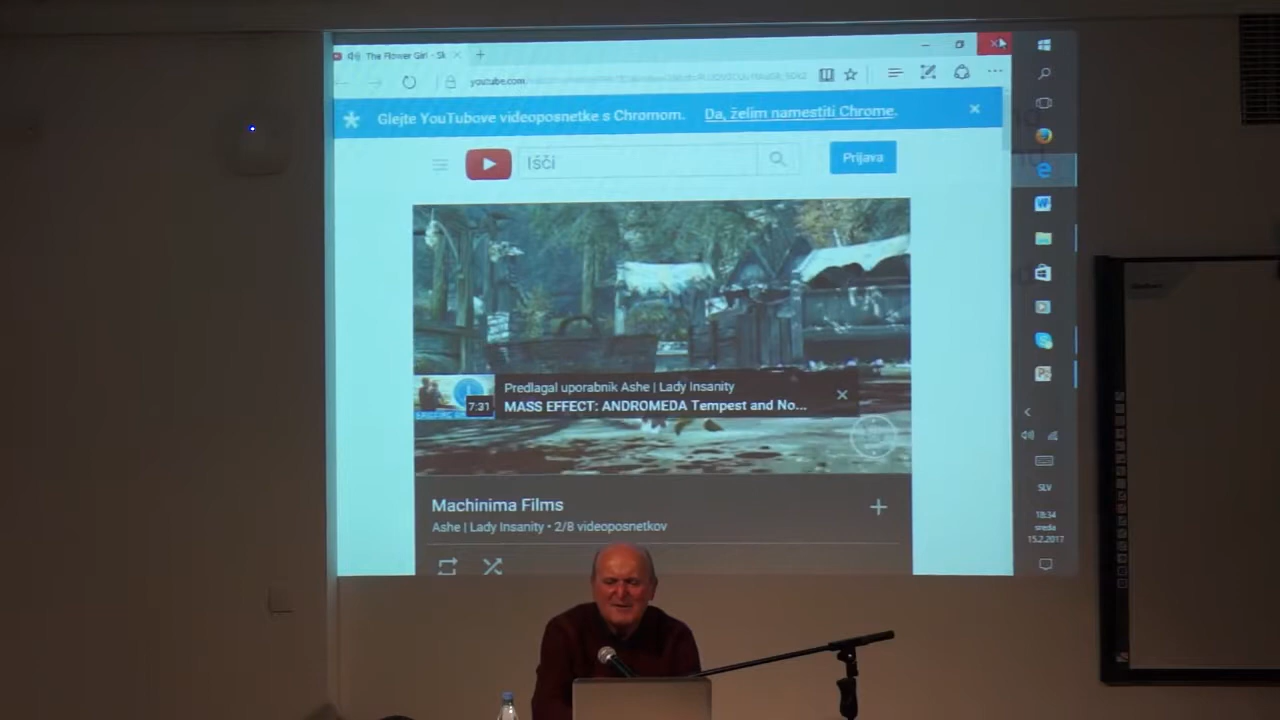 The Flower Girl - Sk
youtube.com
Glejte YouTubove videoposnetke s Chromom. Da, želim namestiti Chrome.
Išči
Prijava
Predlagal uporabnik Ashe | Lady Insanity
7:31
MASS EFFECT: ANDROMEDA Tempest and No...
Machinima Films
Ashe | Lady Insanity • 2/8 videoposnetkov
SLV
18:34
sreda
15.2.2017